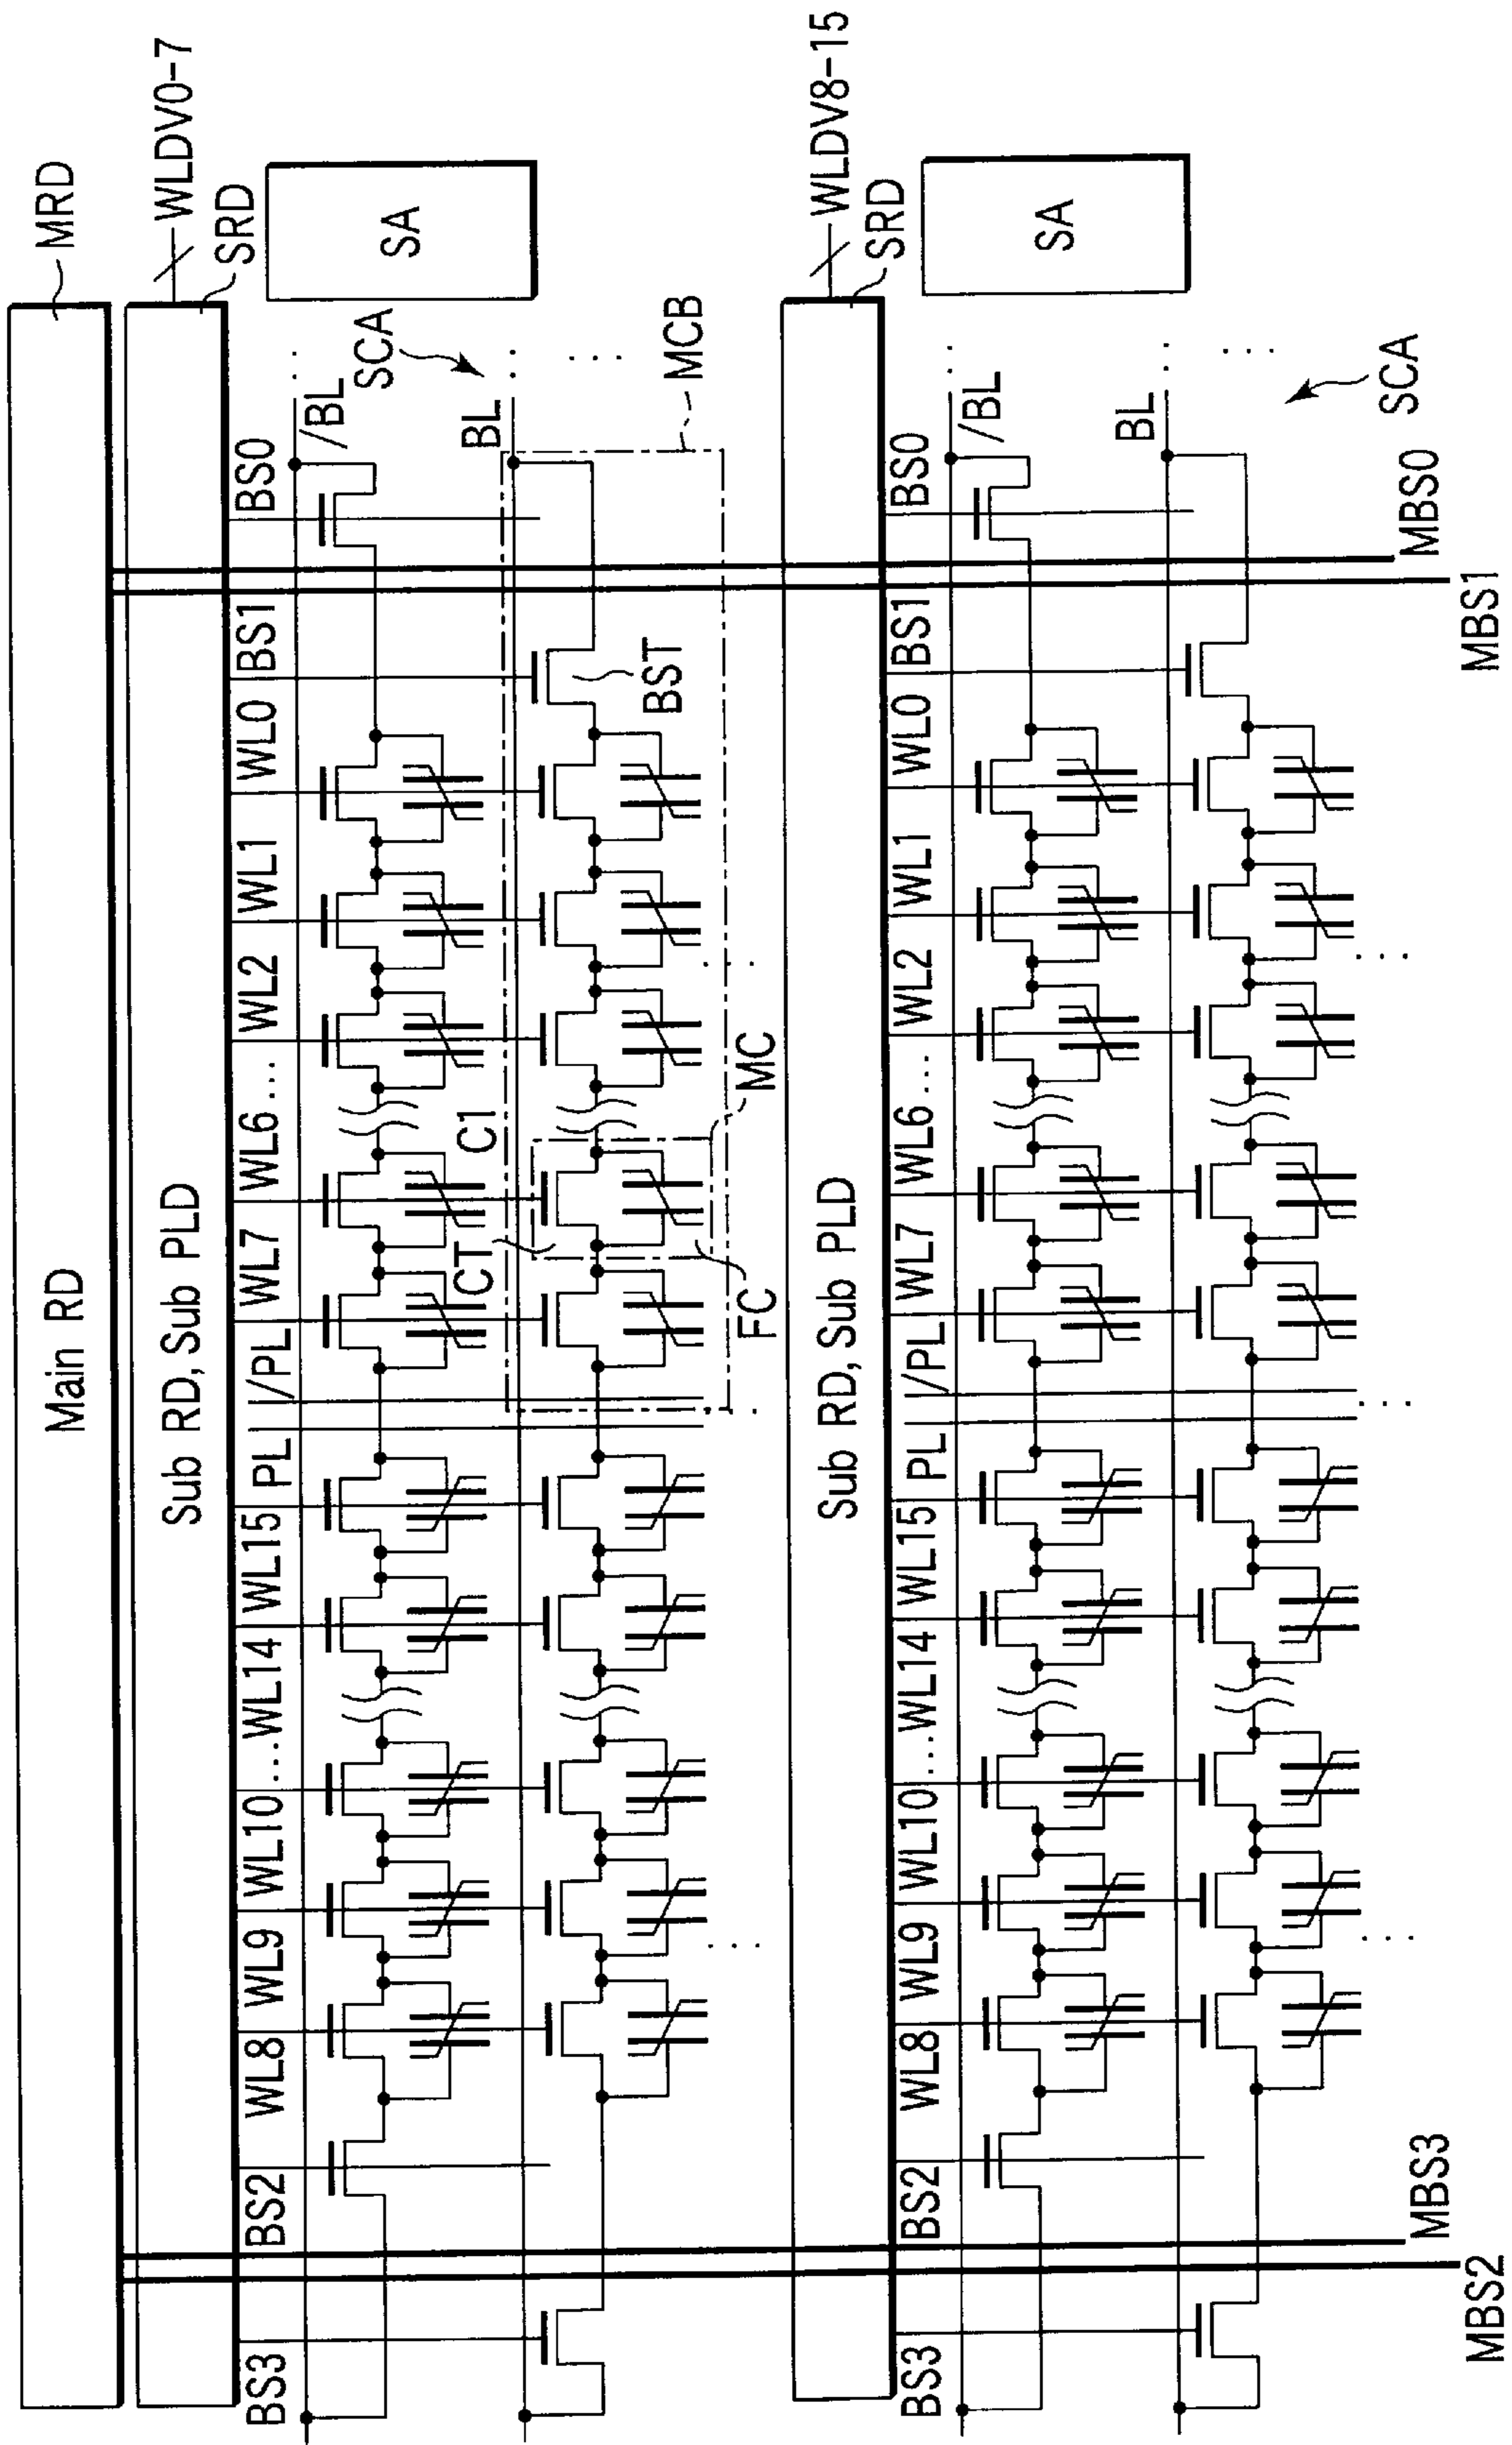 MRD
WLDV0-7
SRD
Main RD
Sub RD, Sub PLD
SA
SCA
BS3
BS2
WL8
WL9
WL10
...WL14
WL15
PL
/PL
WL7
WL6...
WL2
WL1
WL0
BS1
BS0
/BL
BL
CT
C1
BST
MCB
MC
FC
WLDV8-15
SRD
Sub RD, Sub PLD
SA
BS3
BS2
WL8
WL9
WL10
...WL14
WL15
PL
/PL
WL7
WL6...
WL2
WL1
WL0
BS1
BS0
/BL
BL
SCA
MBS2
MBS3
MBS1
MBS0